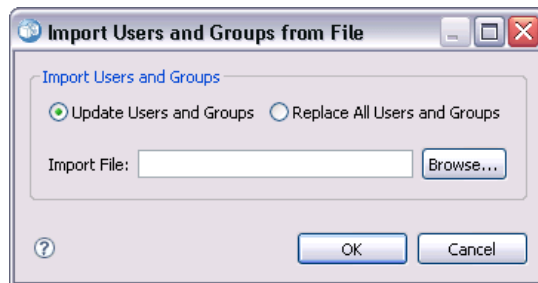 Import Users and Groups from File
Import Users and Groups
Update Users and Groups Replace All Users and Groups
Import File: Browse...
? OK Cancel